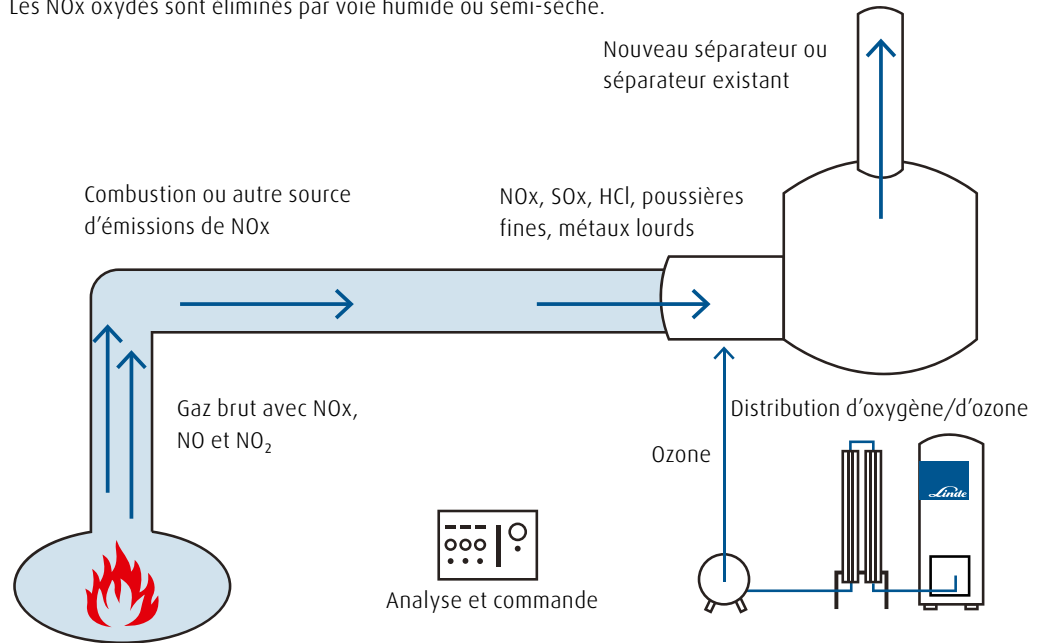 Les NOx oxydés sont éliminés par voie humide ou semi-sèche.
Nouveau séparateur ou
séparateur existant
Combustion ou autre source
d’émissions de NOx
NOx, SOx, HCl, poussières
fines, métaux lourds
Gaz brut avec NOx,
NO et NO₂
Distribution d’oxygène/d’ozone
Ozone
Linde
Analyse et commande